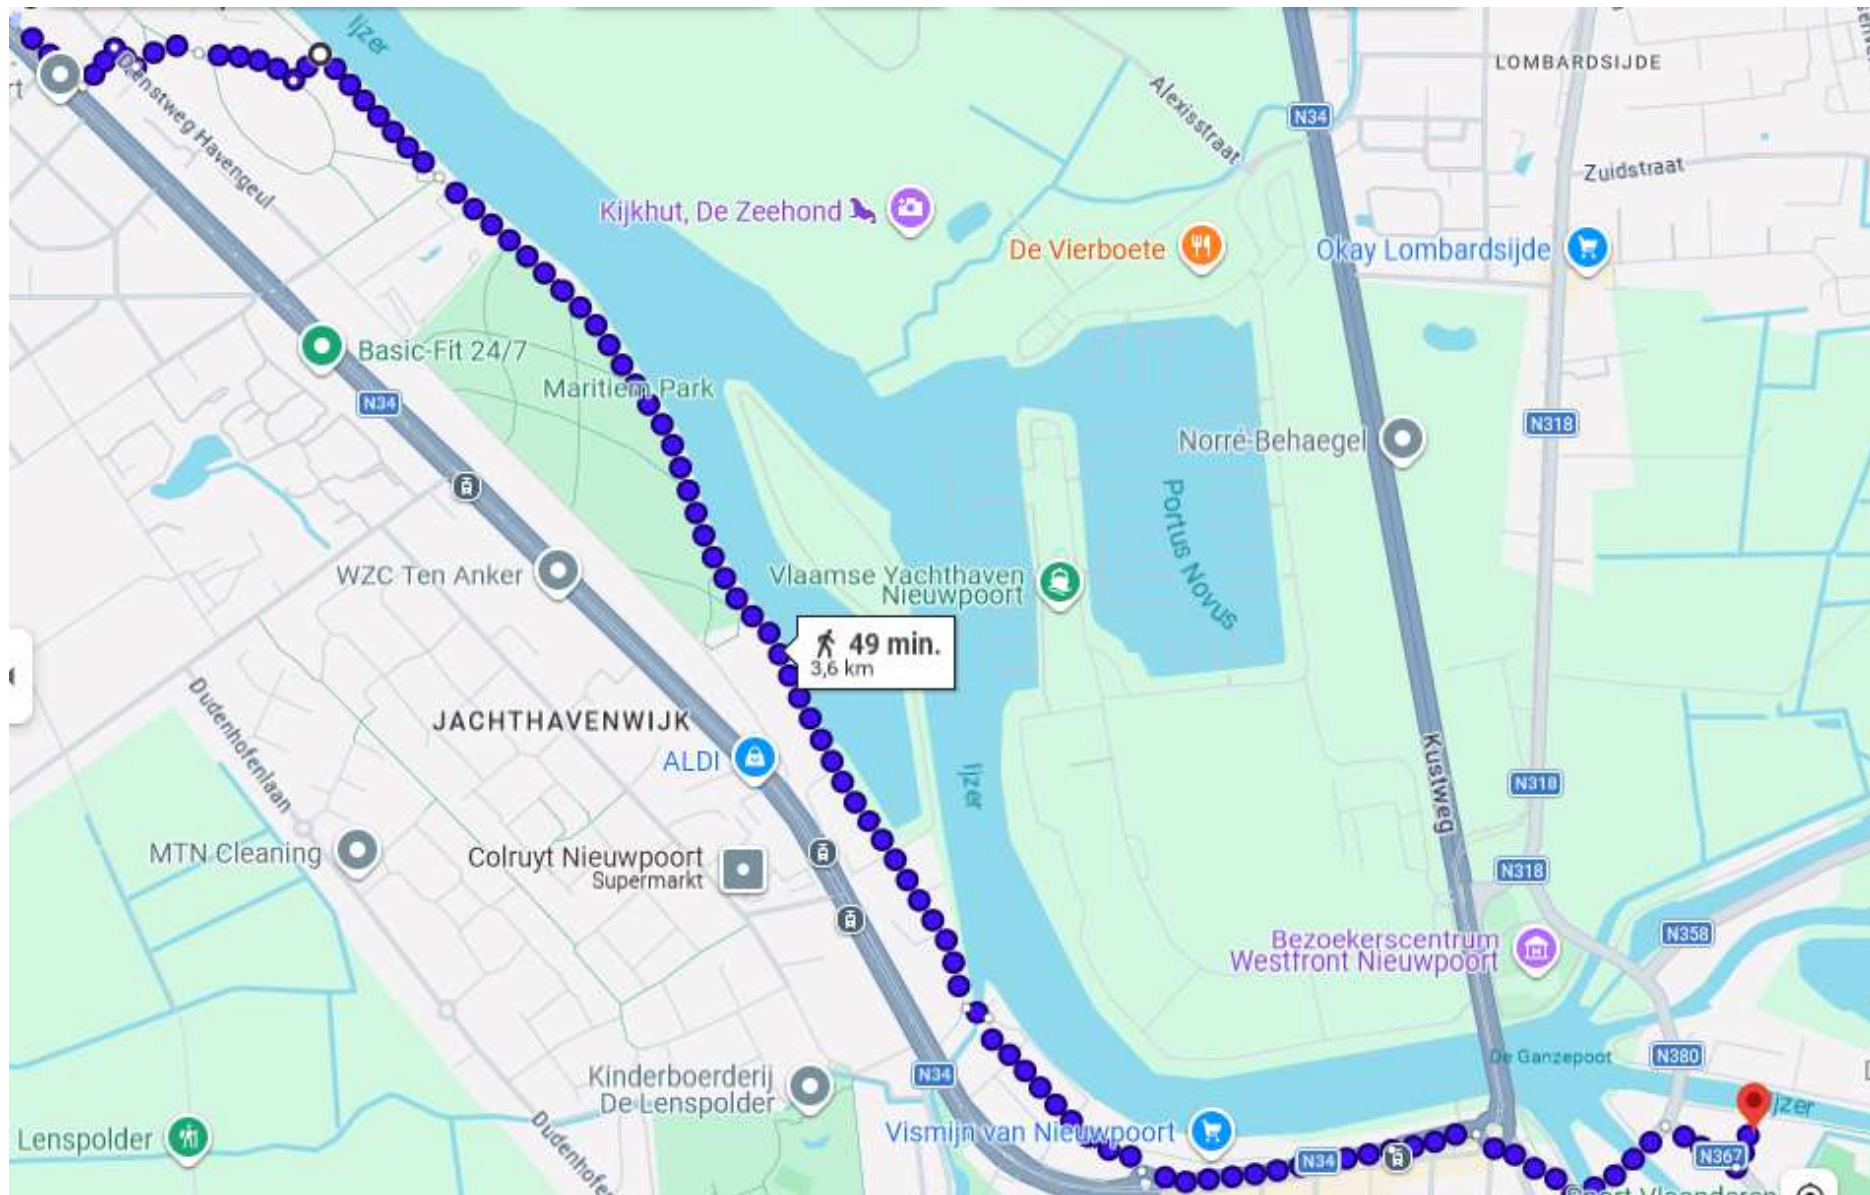 Ijzer
LOMBARDSIJDE
Alexisstraat
N34
Dienstweg Havengeul
Zuidstraat
Kijkhut, De Zeehond
De Vierboete
Okay Lombardsijde
Basic-Fit 24/7
Maritiem Park
N34
N318
Norré-Behaegel
Portus Novus
WZC Ten Anker
Vlaamse Yachthaven
Nieuwpoort
49 min.
3,6 km
Dudenhofenlaan
JACHTHAVENWIJK
ALDI
Ijzer
Kustweg
N318
MTN Cleaning
Colruyt Nieuwpoort
Supermarkt
N318
N358
Bezoekerscentrum
Westfront Nieuwpoort
De Ganzepoot
N380
N34
Kinderboerderij
De Lenspolder
jzer
Lenspolder
Dudenhofe
Vismijn van Nieuwpoort
N34
N367